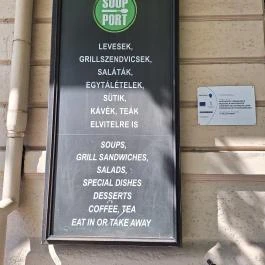 SOUP
PORT
LEVESEK,
GRILLSZENDVICSEK,
SALÁTÁK,
EGYTÁLÉTELEK,
SÜTIK,
KÁVÉK, TEÁK
ELVITELRE IS
SOUPS,
GRILL SANDWICHES,
SALADS,
SPECIAL DISHES
DESSERTS
COFFEE, TEA
EAT IN OR TAKE AWAY